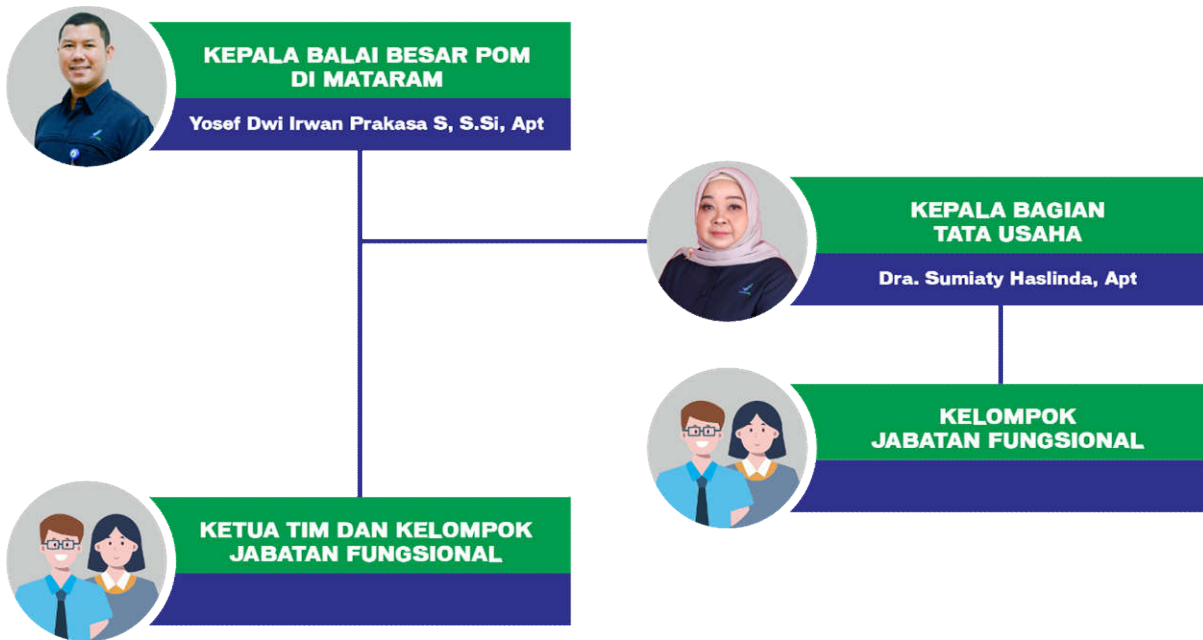 KEPALA BALAI BESAR POM
DI MATARAM
Yosef Dwi Irwan Prakasa S, S.Si, Apt
KEPALA BAGIAN
TATA USAHA
Dra. Sumiaty Haslinda, Apt
KELOMPOK
JABATAN FUNGSIONAL
KETUA TIM DAN KELOMPOK
JABATAN FUNGSIONAL